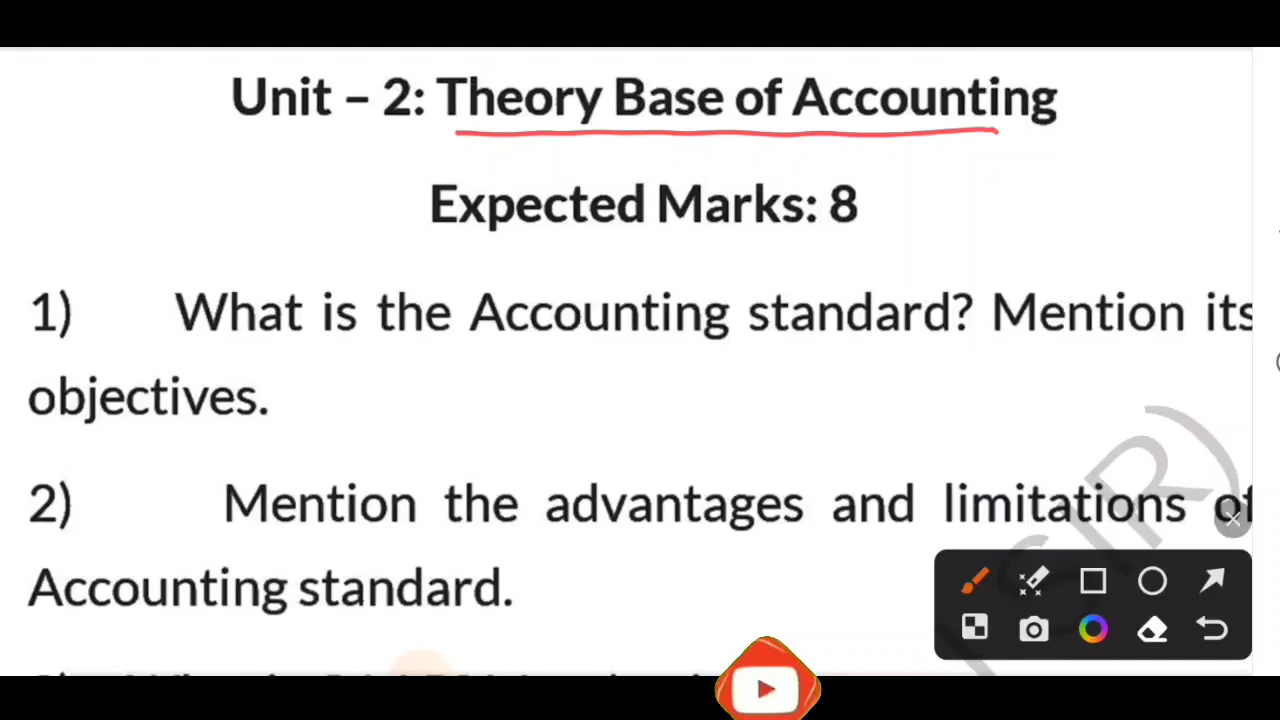 Unit – 2: Theory Base of Accounting
Expected Marks: 8
1) What is the Accounting standard? Mention its
objectives.
2) Mention the advantages and limitations of
Accounting standard.
SIR)